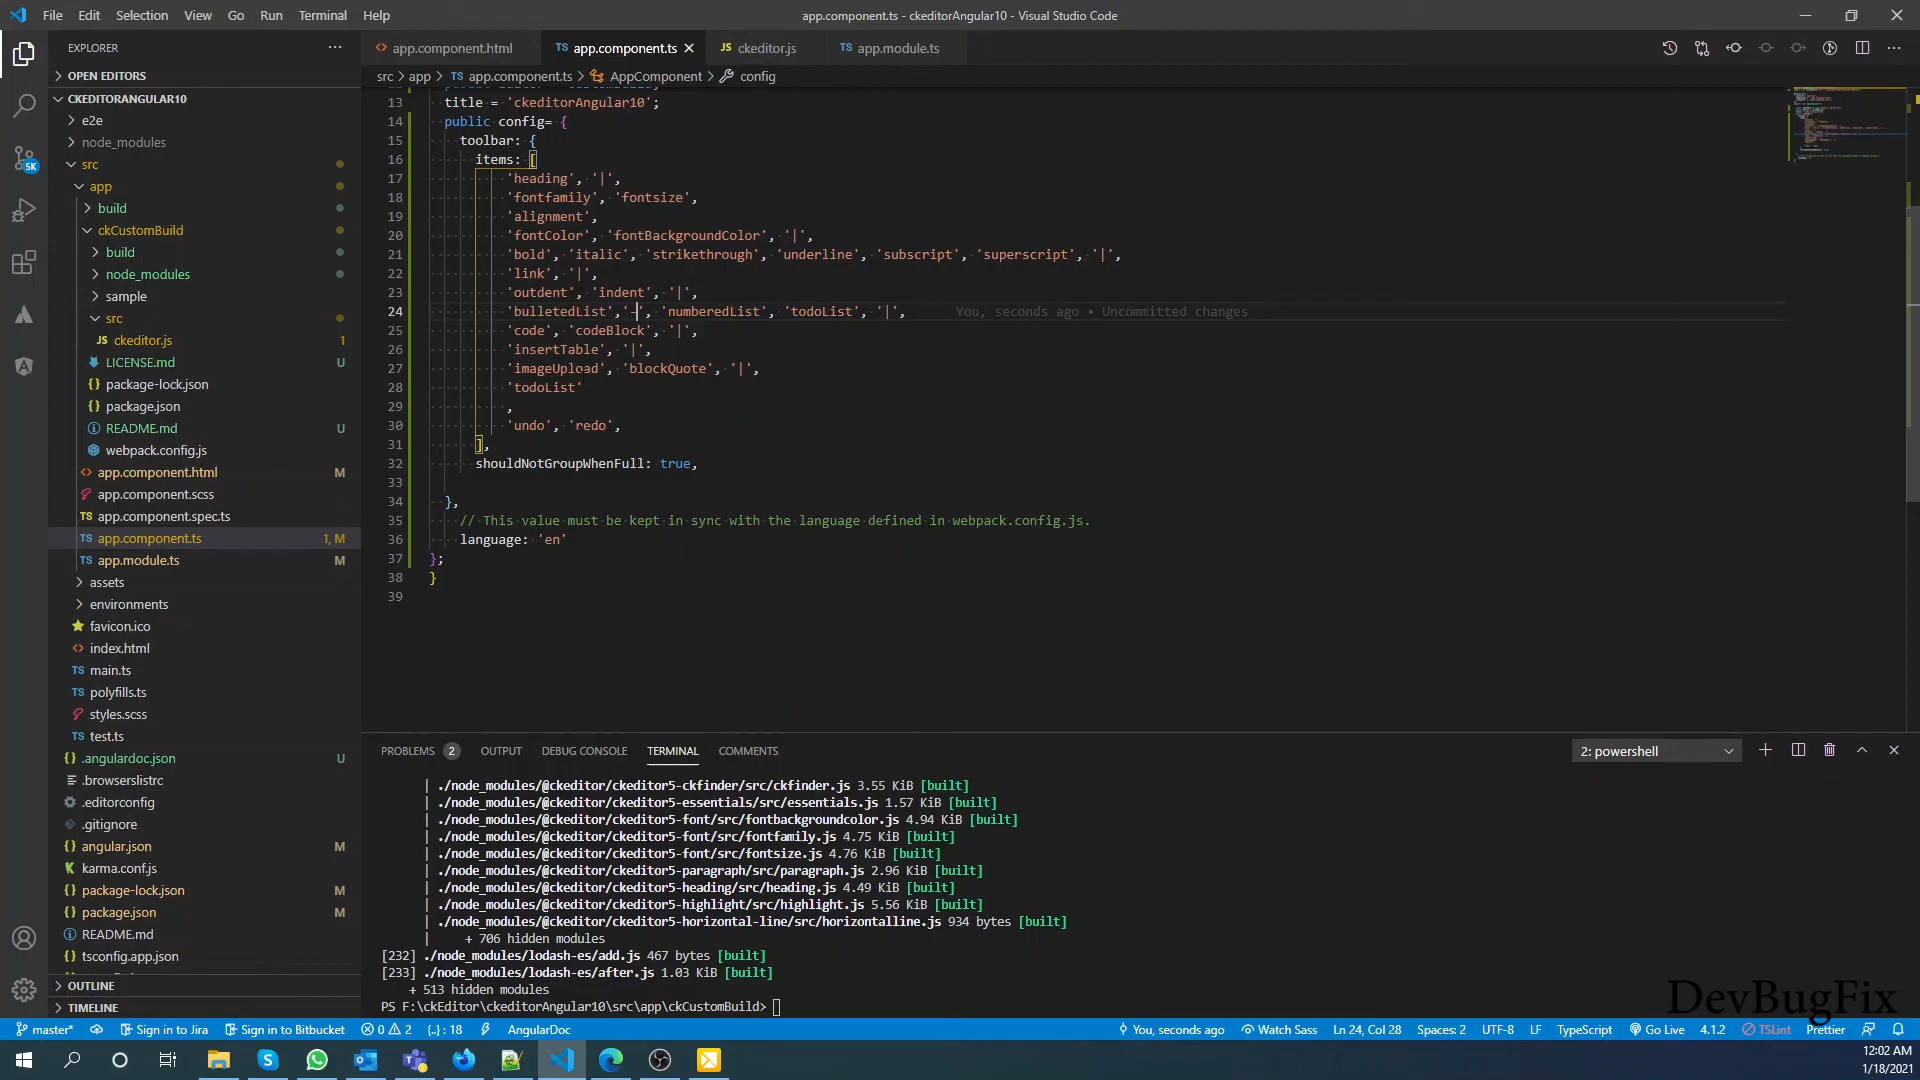 File Edit Selection View Go Run Terminal Help
app.component.ts - ckeditorAngular10 - Visual Studio Code
EXPLORER
OPEN EDITORS
CKEDITORANGULAR10
e2e
node_modules
src
app
build
ckCustomBuild
build
node_modules
sample
src
JS ckeditor.js 1
LICENSE.md U
{} package-lock.json
{} package.json
README.md U
webpack.config.js
<> app.component.html M
app.component.scss
TS app.component.spec.ts
TS app.component.ts 1, M
TS app.module.ts M
assets
environments
favicon.ico
<> index.html
TS main.ts
TS polyfills.ts
styles.scss
TS test.ts
{} .angulardoc.json U
.browserslistrc
.editorconfig
.gitignore
{} angular.json M
karma.conf.js
{} package-lock.json M
{} package.json M
README.md
{} tsconfig.app.json
OUTLINE
TIMELINE
<> app.component.html TS app.component.ts JS ckeditor.js TS app.module.ts
src > app > TS app.component.ts > AppComponent > config
13 title = 'ckeditorAngular10';
14 public config= {
15 toolbar: {
16 items: [
17 'heading', '|',
18 'fontfamily', 'fontsize',
19 'alignment',
20 'fontColor', 'fontBackgroundColor', '|',
21 'bold', 'italic', 'strikethrough', 'underline', 'subscript', 'superscript', '|',
22 'link', '|',
23 'outdent', 'indent', '|',
24 'bulletedList','-', 'numberedList', 'todoList', '|', You, seconds ago • Uncommitted changes
25 'code', 'codeBlock', '|',
26 'insertTable', '|',
27 'imageUpload', 'blockQuote', '|',
28 'todoList'
29 ,
30 'undo', 'redo',
31 ],
32 shouldNotGroupWhenFull: true,
33
34 },
35 // This value must be kept in sync with the language defined in webpack.config.js.
36 language: 'en'
37 };
38 }
39
PROBLEMS 2 OUTPUT DEBUG CONSOLE TERMINAL COMMENTS 2: powershell
| ./node_modules/@ckeditor/ckeditor5-ckfinder/src/ckfinder.js 3.55 KiB [built]
| ./node_modules/@ckeditor/ckeditor5-essentials/src/essentials.js 1.57 KiB [built]
| ./node_modules/@ckeditor/ckeditor5-font/src/fontbackgroundcolor.js 4.94 KiB [built]
| ./node_modules/@ckeditor/ckeditor5-font/src/fontfamily.js 4.75 KiB [built]
| ./node_modules/@ckeditor/ckeditor5-font/src/fontsize.js 4.76 KiB [built]
| ./node_modules/@ckeditor/ckeditor5-paragraph/src/paragraph.js 2.96 KiB [built]
| ./node_modules/@ckeditor/ckeditor5-heading/src/heading.js 4.49 KiB [built]
| ./node_modules/@ckeditor/ckeditor5-highlight/src/highlight.js 5.56 KiB [built]
| ./node_modules/@ckeditor/ckeditor5-horizontal-line/src/horizontalline.js 934 bytes [built]
| + 706 hidden modules
[232] ./node_modules/lodash-es/add.js 467 bytes [built]
[233] ./node_modules/lodash-es/after.js 1.03 KiB [built]
+ 513 hidden modules
PS F:\ckEditor\ckeditorAngular10\src\app\ckCustomBuild>
DevBugFix
5K
master* Sign in to Jira Sign in to Bitbucket 0 2 {..} : 18 AngularDoc You, seconds ago Watch Sass Ln 24, Col 28 Spaces: 2 UTF-8 LF TypeScript Go Live 4.1.2 TSLint Prettier
12:02 AM
1/18/2021